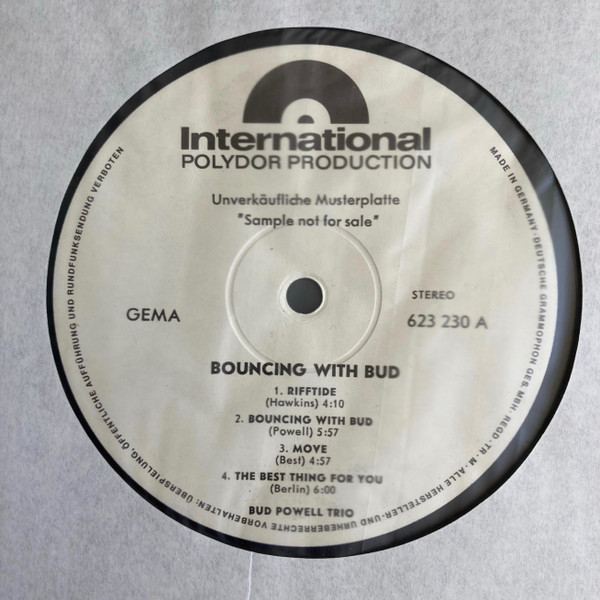 International
POLYDOR PRODUCTION
Unverkäufliche Musterplatte
"Sample not for sale"
GEMA
STEREO
623 230 A
BOUNCING WITH BUD
1. RIFFTIDE
(Hawkins) 4:10
2. BOUNCING WITH BUD
(Powell) 5:57
3. MOVE
(Best) 4:57
4. THE BEST THING FOR YOU
(Berlin) 6:00
BUD POWELL TRIO
MADE IN GERMANY · DEUTSCHE GRAMMOPHON GES. MBH · REGD. TR. M. · ALLE HERSTELLER- UND URHEBERRECHTE VORBEHALTEN: ÜBERSPIELUNG, ÖFFENTLICHE AUFFÜHRUNG UND RUNDFUNKSENDUNG VERBOTEN